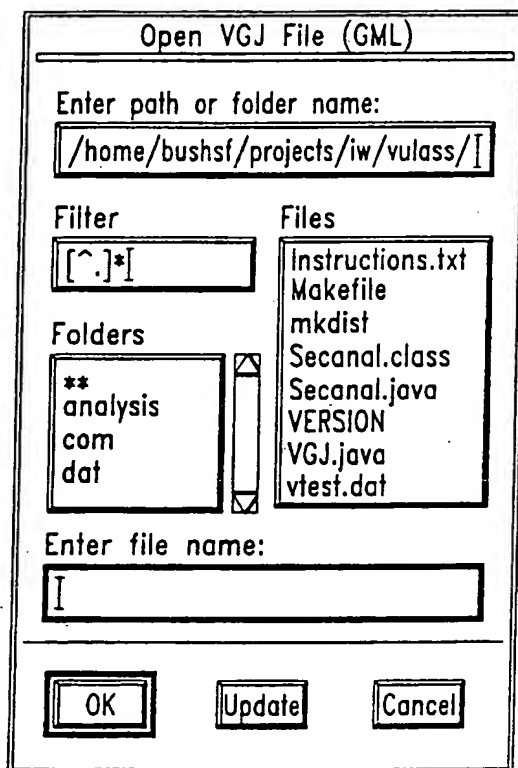 Open VGJ File (GML)
Enter path or folder name:
/home/bushsf/projects/iw/vulass/
Filter
[^.]*
Folders
**
analysis
com
dat
Files
Instructions.txt
Makefile
mkdist
Secanal.class
Secanal.java
VERSION
VGJ.java
vtest.dat
Enter file name:
OK
Update
Cancel